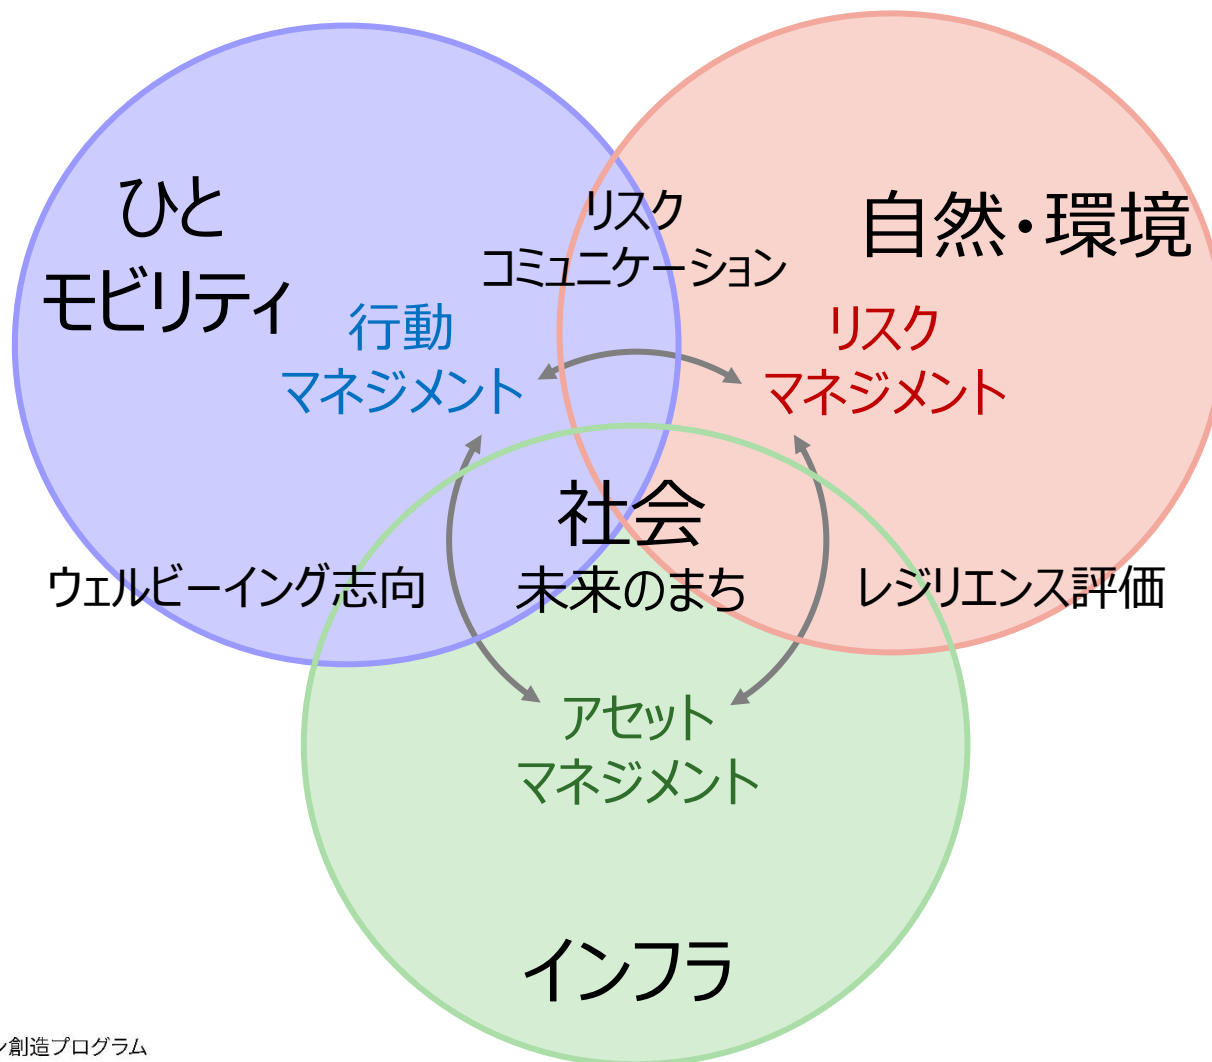 ひと
モビリティ
リスク
コミュニケーション
自然・環境
行動
マネジメント
リスク
マネジメント
社会
未来のまち
ウェルビーイング志向
レジリエンス評価
アセット
マネジメント
インフラ
ン創造プログラム